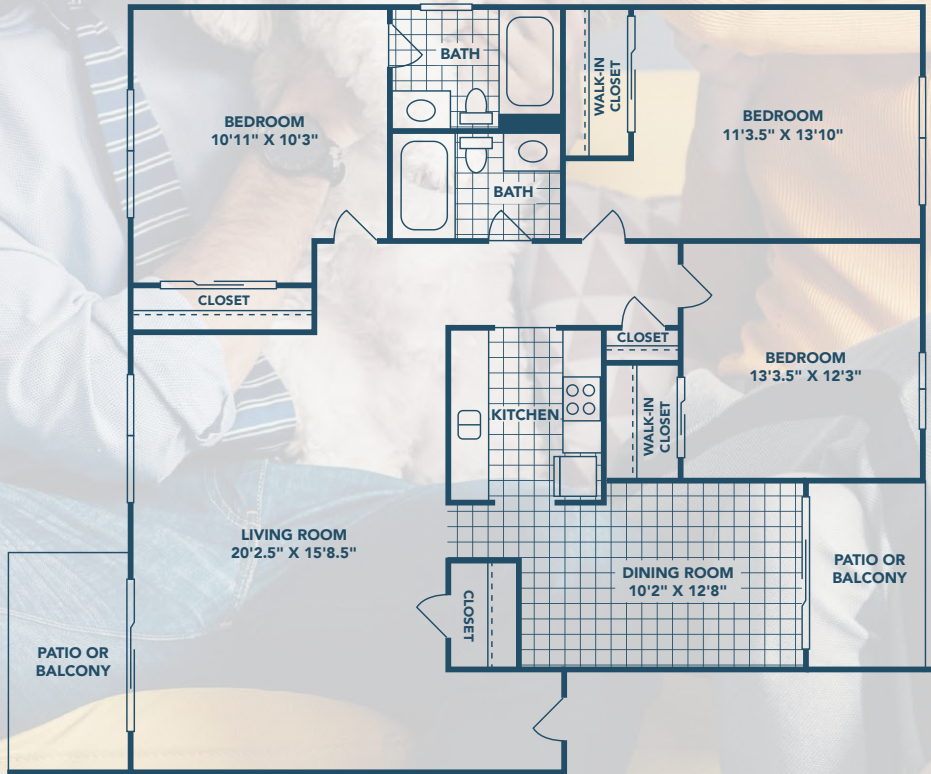 BATH
WALK-IN
CLOSET
BEDROOM
10'11" X 10'3"
BEDROOM
11'3.5" X 13'10"
BATH
CLOSET
CLOSET
BEDROOM
13'3.5" X 12'3"
KITCHEN
WALK-IN
CLOSET
LIVING ROOM
20'2.5" X 15'8.5"
DINING ROOM
10'2" X 12'8"
PATIO OR
BALCONY
CLOSET
PATIO OR
BALCONY